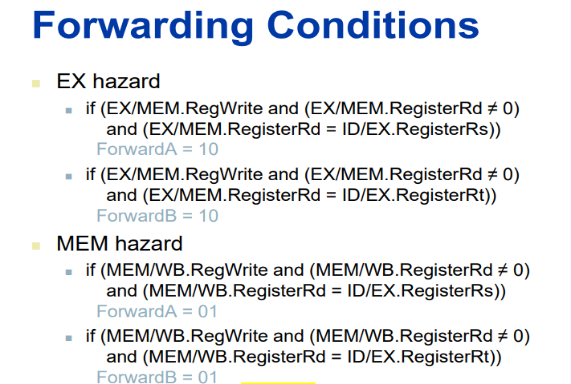 Forwarding Conditions
EX hazard
if (EX/MEM.RegWrite and (EX/MEM.RegisterRd ≠ 0)
and (EX/MEM.RegisterRd = ID/EX.RegisterRs))
ForwardA = 10
if (EX/MEM.RegWrite and (EX/MEM.RegisterRd ≠ 0)
and (EX/MEM.RegisterRd = ID/EX.RegisterRt))
ForwardB = 10
MEM hazard
if (MEM/WB.RegWrite and (MEM/WB.RegisterRd ≠ 0)
and (MEM/WB.RegisterRd = ID/EX.RegisterRs))
ForwardA = 01
if (MEM/WB.RegWrite and (MEM/WB.RegisterRd ≠ 0)
and (MEM/WB.RegisterRd = ID/EX.RegisterRt))
ForwardB = 01